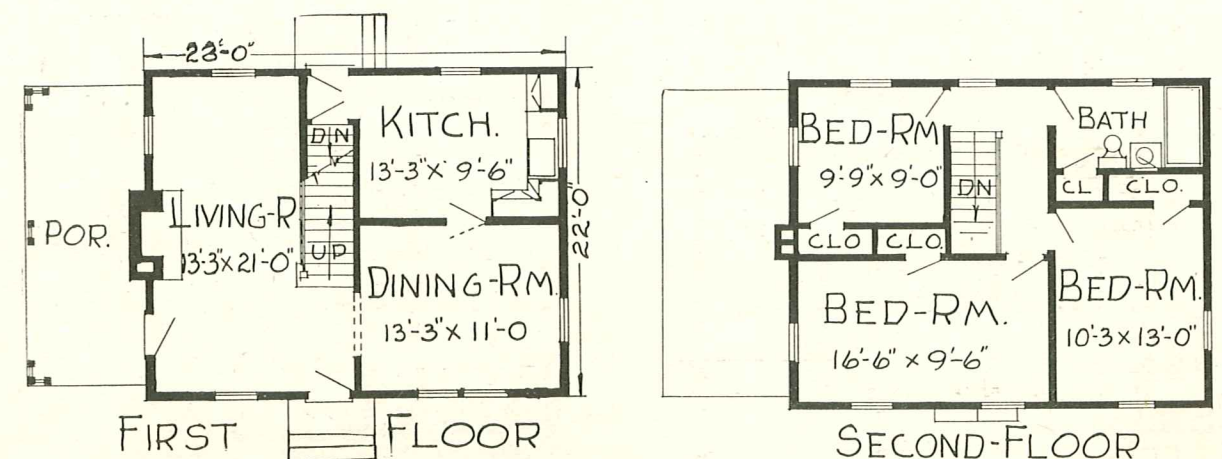 28'-0"
KITCH.
13'-3" X 9'-6"
DN
UP
LIVING-R
13'-3" X 21'-0"
POR.
22'-0"
DINING-RM.
13'-3" X 11'-0
FIRST FLOOR
BED-RM
9'-9" X 9'-0"
BATH
DN
CL
CLO.
CLO
CLO.
BED-RM.
16'-6" X 9'-6"
BED-RM.
10'-3 X 13'-0"
SECOND-FLOOR